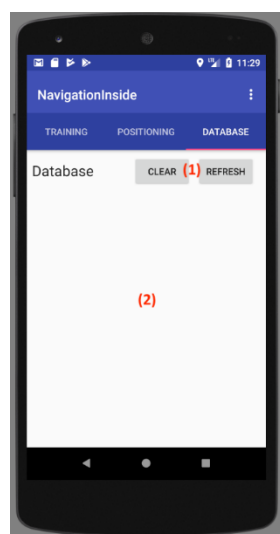 11:29
NavigationInside
TRAINING POSITIONING DATABASE
Database CLEAR (1) REFRESH
(2)